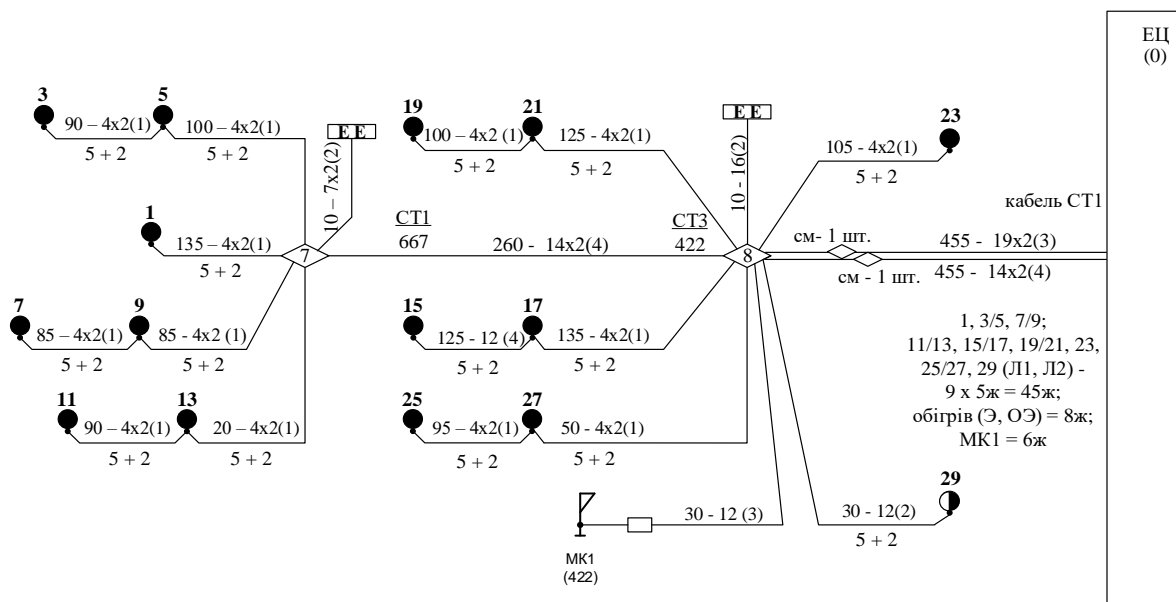 ЕЦ
(0)
3
5
90 – 4х2(1)
100 – 4х2(1)
5 + 2
5 + 2
Е Е
10 – 7х2(2)
19
21
100 – 4х2 (1)
125 - 4х2(1)
5 + 2
5 + 2
Е Е
10 - 16(2)
23
105 - 4х2(1)
5 + 2
кабель СТ1
1
135 – 4х2(1)
5 + 2
7
СТ1
667
260 - 14х2(4)
СТ3
422
8
см- 1 шт.
455 - 19х2(3)
см - 1 шт.
455 - 14х2(4)
7
9
85 – 4х2(1)
85 - 4х2 (1)
5 + 2
5 + 2
15
17
125 - 12 (4)
135 - 4х2(1)
5 + 2
5 + 2
1, 3/5, 7/9;
11/13, 15/17, 19/21, 23,
25/27, 29 (Л1, Л2) -
9 х 5ж = 45ж;
обігрів (Э, ОЭ) = 8ж;
МК1 = 6ж
11
13
90 – 4х2(1)
20 – 4х2(1)
5 + 2
5 + 2
25
27
95 – 4х2(1)
50 - 4х2(1)
5 + 2
5 + 2
29
30 - 12 (3)
30 - 12(2)
5 + 2
МК1
(422)